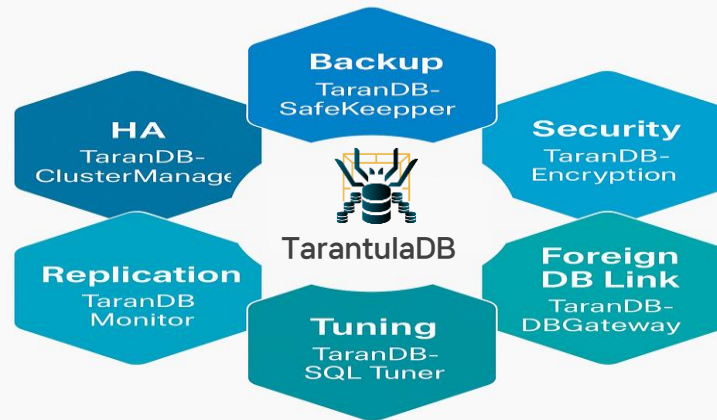 Backup
TaranDB-
SafeKeepper
HA
TaranDB-
ClusterManage
Security
TaranDB-
Encryption
TarantulaDB
Replication
TaranDB
Monitor
Foreign
DB Link
TaranDB-
DBGateway
Tuning
TaranDB-
SQL Tuner